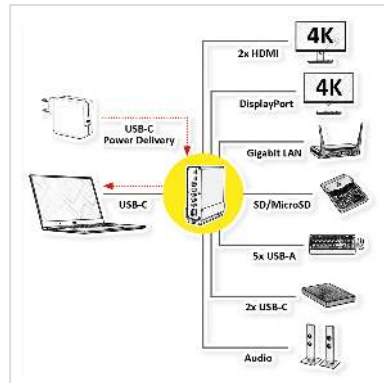 4K
2x HDMI
4K
DisplayPort
USB-C
Power Delivery
Gigabit LAN
USB-C
SD/MicroSD
5x USB-A
2x USB-C
Audio